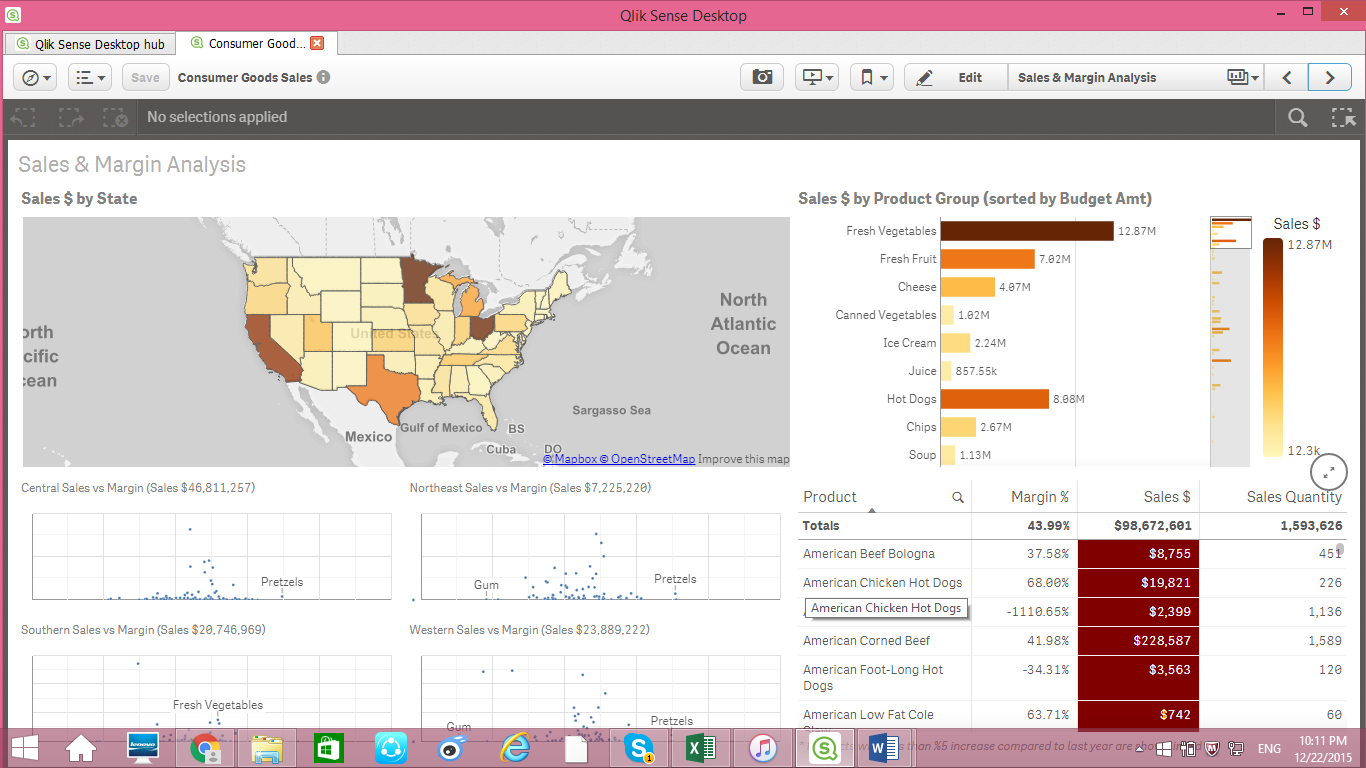 Qlik Sense Desktop
Qlik Sense Desktop hub
Consumer Good...
Save
Consumer Goods Sales
Edit
Sales & Margin Analysis
No selections applied
Sales & Margin Analysis
Sales $ by State
North
Atlantic
Ocean
United States
Sargasso Sea
Gulf of Mexico
Mexico
BS
Cuba
DO
© Mapbox © OpenStreetMap Improve this map
Sales $ by Product Group (sorted by Budget Amt)
Fresh Vegetables 12.87M
Fresh Fruit 7.02M
Cheese 4.07M
Canned Vegetables 1.02M
Ice Cream 2.24M
Juice 857.55k
Hot Dogs 8.08M
Chips 2.67M
Soup 1.13M
Sales $
12.87M
12.3k
Central Sales vs Margin (Sales $46,811,257)
Pretzels
Northeast Sales vs Margin (Sales $7,225,220)
Gum
Pretzels
Southern Sales vs Margin (Sales $20,746,969)
Fresh Vegetables
Western Sales vs Margin (Sales $23,889,222)
Gum
Pretzels
Product Margin % Sales $ Sales Quantity
Totals 43.99% $98,672,601 1,593,626
American Beef Bologna 37.58% $8,755 451
American Chicken Hot Dogs 68.00% $19,821 226
American Chicken Hot Dogs
-1110.65% $2,399 1,136
American Corned Beef 41.98% $228,587 1,589
American Foot-Long Hot
Dogs -34.31% $3,563 120
American Low Fat Cole 63.71% $742 60
lenovo
1
ENG
10:11 PM
12/22/2015